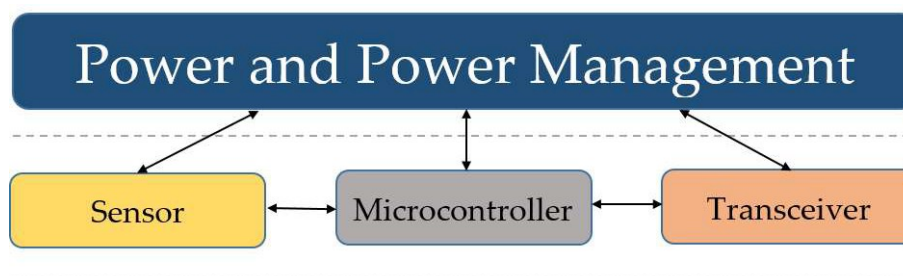 Power and Power Management
Sensor
Microcontroller
Transceiver